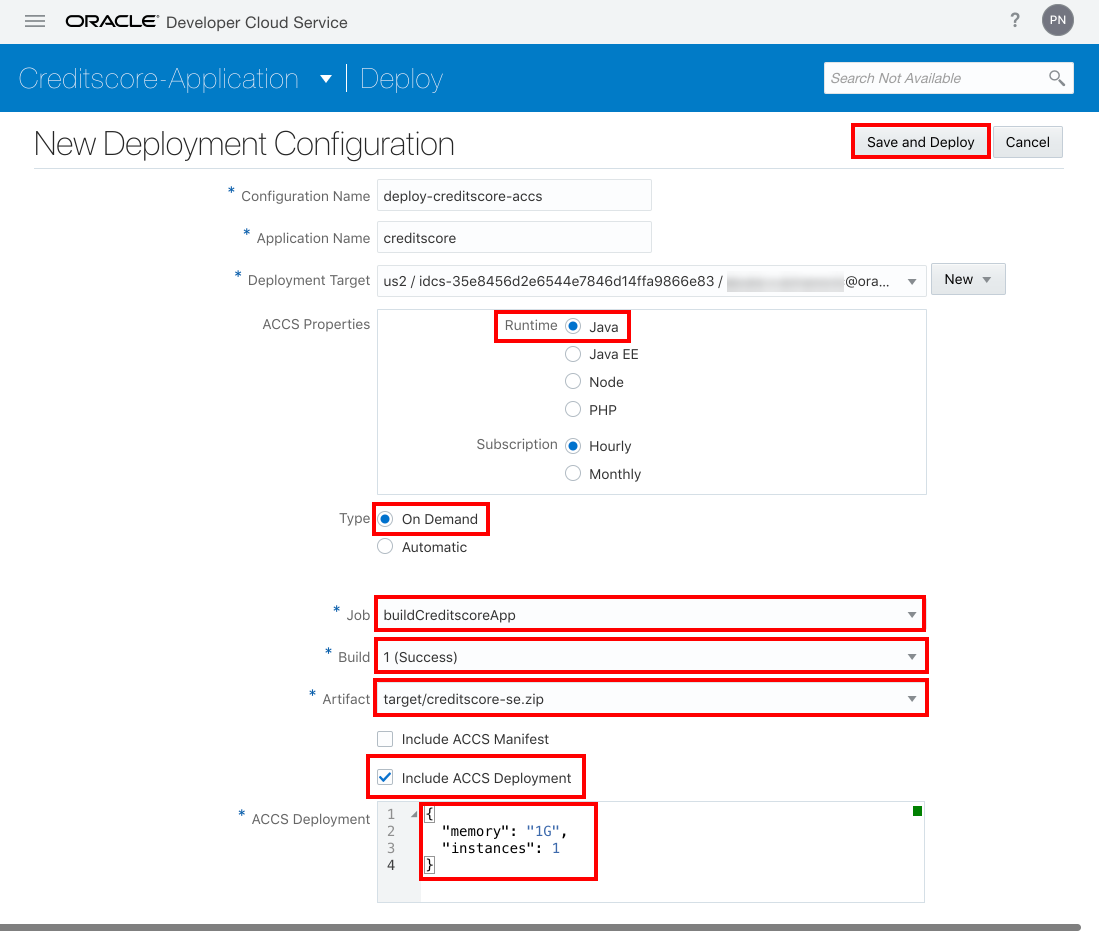 ORACLE® Developer Cloud Service ? PN
Creditscore-Application Deploy Search Not Available
New Deployment Configuration Save and Deploy Cancel
* Configuration Name deploy-creditscore-accs
* Application Name creditscore
* Deployment Target us2 / idcs-35e8456d2e6544e7846d14ffa9866e83 / @ora... New
ACCS Properties Runtime Java
Java EE
Node
PHP
Subscription Hourly
Monthly
Type On Demand
Automatic
* Job buildCreditscoreApp
* Build 1 (Success)
* Artifact target/creditscore-se.zip
Include ACCS Manifest
Include ACCS Deployment
* ACCS Deployment 1 {
2 "memory": "1G",
3 "instances": 1
4 }